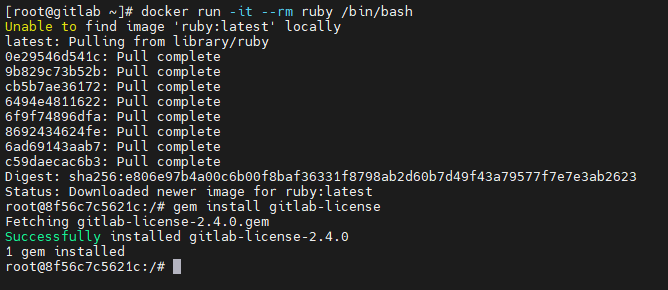 [root@gitlab ~]# docker run -it --rm ruby /bin/bash
Unable to find image 'ruby:latest' locally
latest: Pulling from library/ruby
0e29546d541c: Pull complete
9b829c73b52b: Pull complete
cb5b7ae36172: Pull complete
6494e4811622: Pull complete
6f9f74896dfa: Pull complete
8692434624fe: Pull complete
6ad69143aab7: Pull complete
c59daecac6b3: Pull complete
Digest: sha256:e806e97b4a00c6b00f8baf36331f8798ab2d60b7d49f43a79577f7e7e3ab2623
Status: Downloaded newer image for ruby:latest
root@8f56c7c5621c:/# gem install gitlab-license
Fetching gitlab-license-2.4.0.gem
Successfully installed gitlab-license-2.4.0
1 gem installed
root@8f56c7c5621c:/#